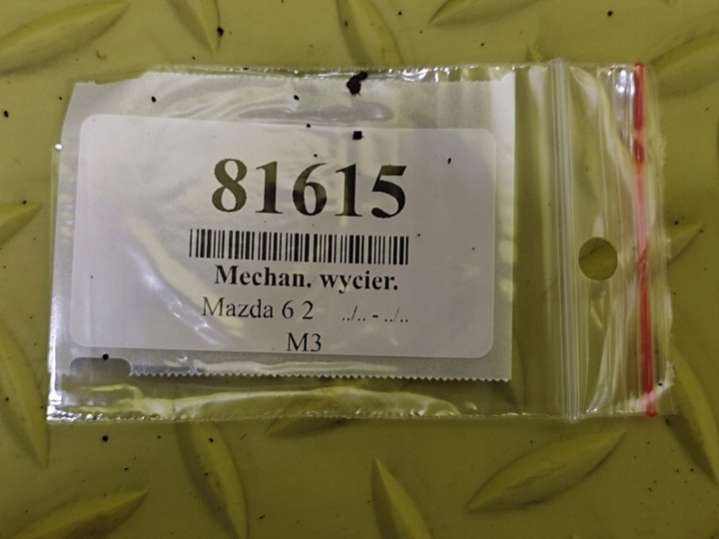 81615
Mechan. wycier.
Mazda 6 2 ../.. - ../..
M3